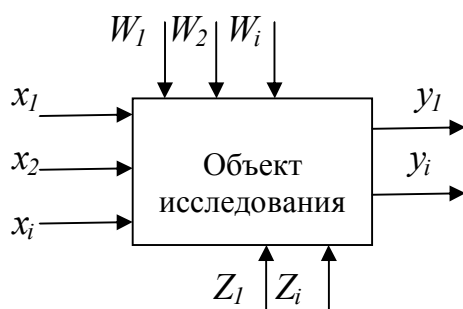 W1 W2 Wi
x1
y1
x2
Объект
yi
исследования
xi
Z1 Zi